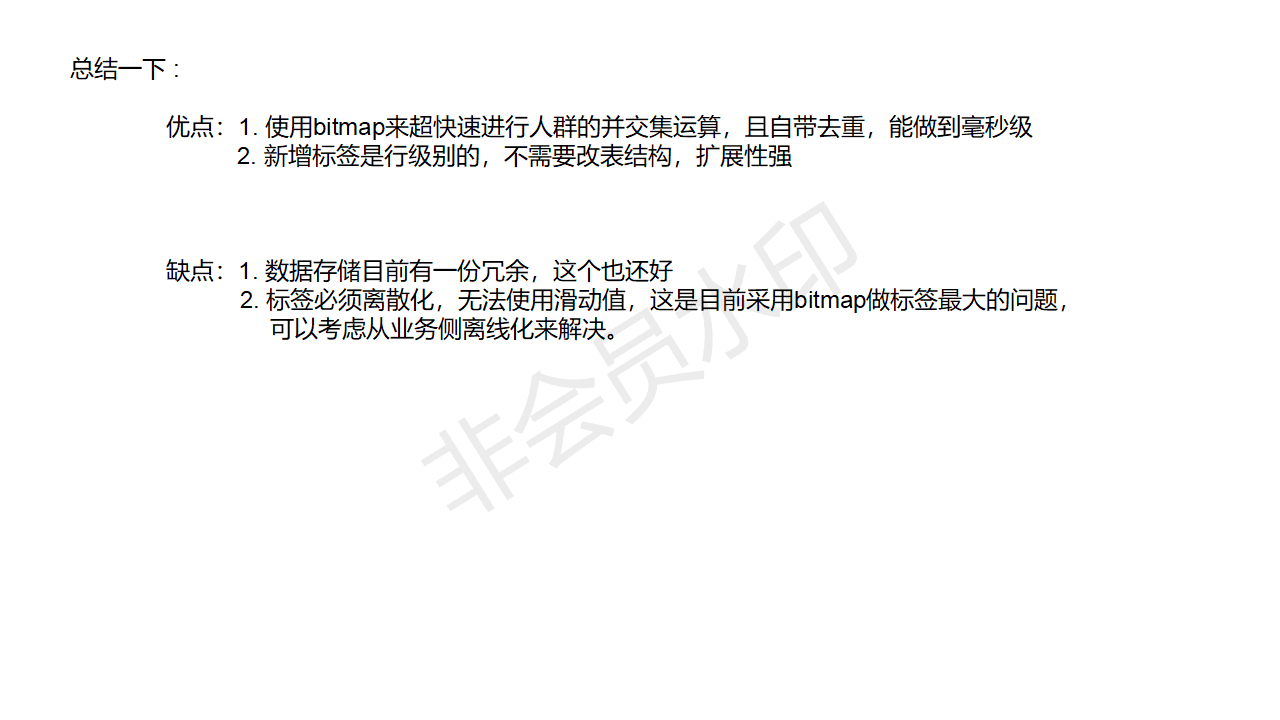 总结一下：
优点：1. 使用bitmap来超快速进行人群的并交集运算，且自带去重，能做到毫秒级
2. 新增标签是行级别的，不需要改表结构，扩展性强
缺点：1. 数据存储目前有一份冗余，这个也还好
2. 标签必须离散化，无法使用滑动值，这是目前采用bitmap做标签最大的问题，
可以考虑从业务侧离线化来解决。
非会员水印